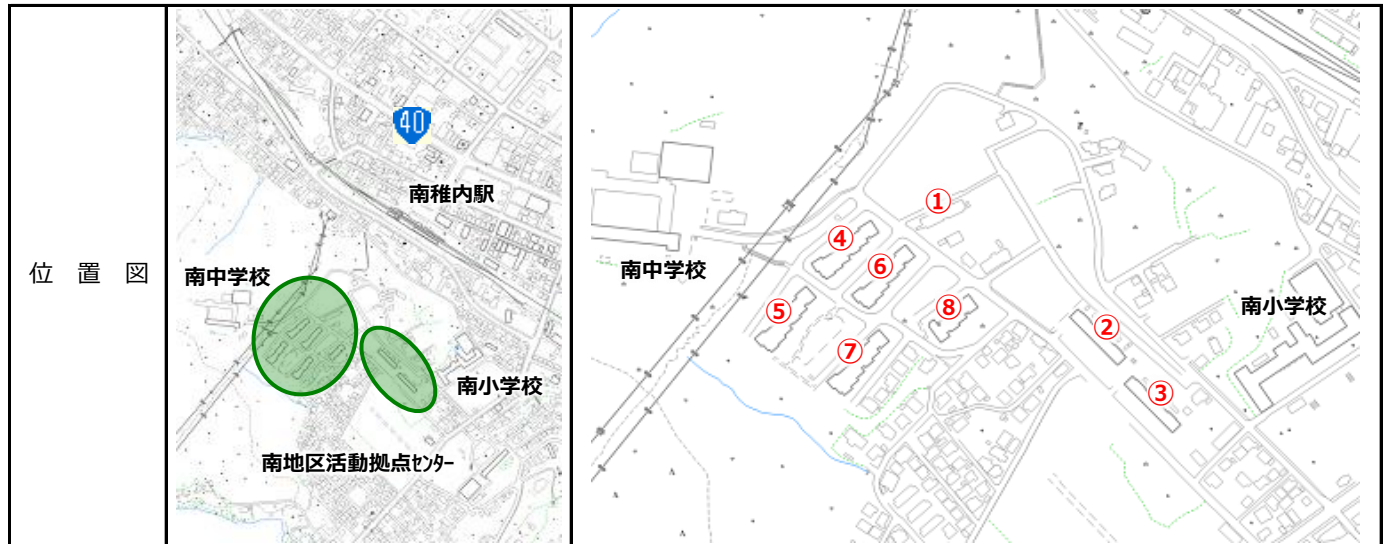 位 置 図
40
南稚内駅
南中学校
南小学校
南地区活動拠点センター
①
④
⑥
南中学校
⑤
⑧
南小学校
②
⑦
③